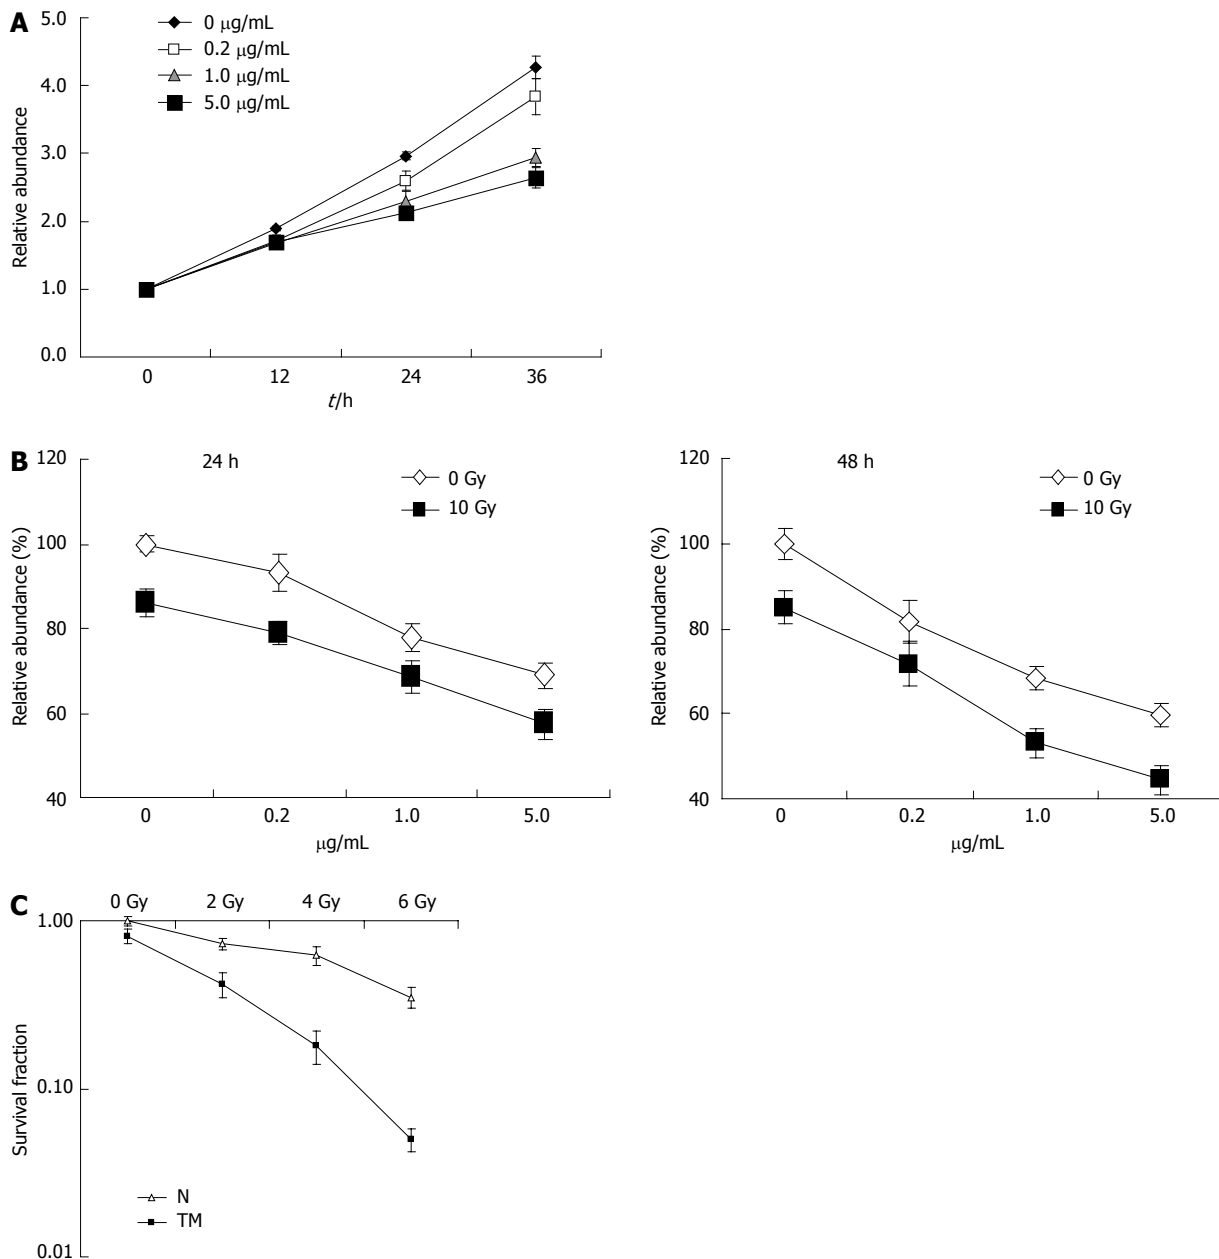 A
5.0
4.0
3.0
2.0
1.0
0.0
Relative abundance
0 μg/mL
0.2 μg/mL
1.0 μg/mL
5.0 μg/mL
0 12 24 36
t/h
B
24 h
120
100
80
60
40
Relative abundance (%)
0 Gy
10 Gy
0 0.2 1.0 5.0
μg/mL
48 h
120
100
80
60
40
Relative abundance (%)
0 Gy
10 Gy
0 0.2 1.0 5.0
μg/mL
C
0 Gy 2 Gy 4 Gy 6 Gy
1.00
0.10
0.01
Survival fraction
N
TM